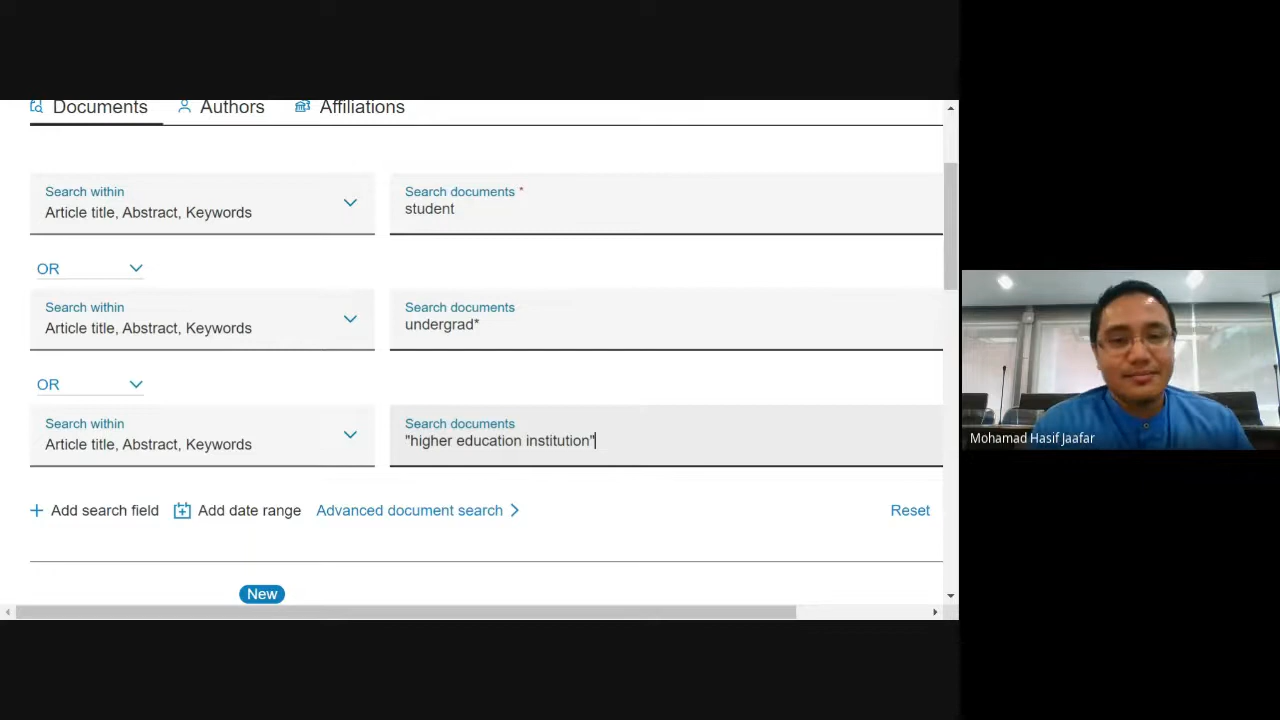 Documents Authors Affiliations
Search within
Article title, Abstract, Keywords
Search documents *
student
OR
Search within
Article title, Abstract, Keywords
Search documents
undergrad*
OR
Search within
Article title, Abstract, Keywords
Search documents
"higher education institution"
Add search field Add date range Advanced document search Reset
New
Mohamad Hasif Jaafar